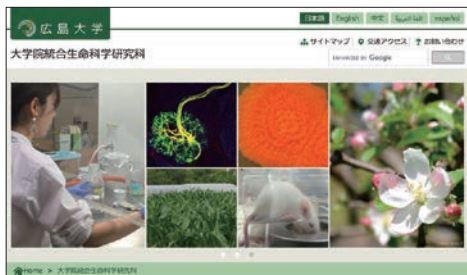 広島大学
日本語 English 中文 اللغة العربية español
サイトマップ 交通アクセス お問い合わせ
大学院統合生命科学研究科
ENHANCED BY Google
Home > 大学院統合生命科学研究科